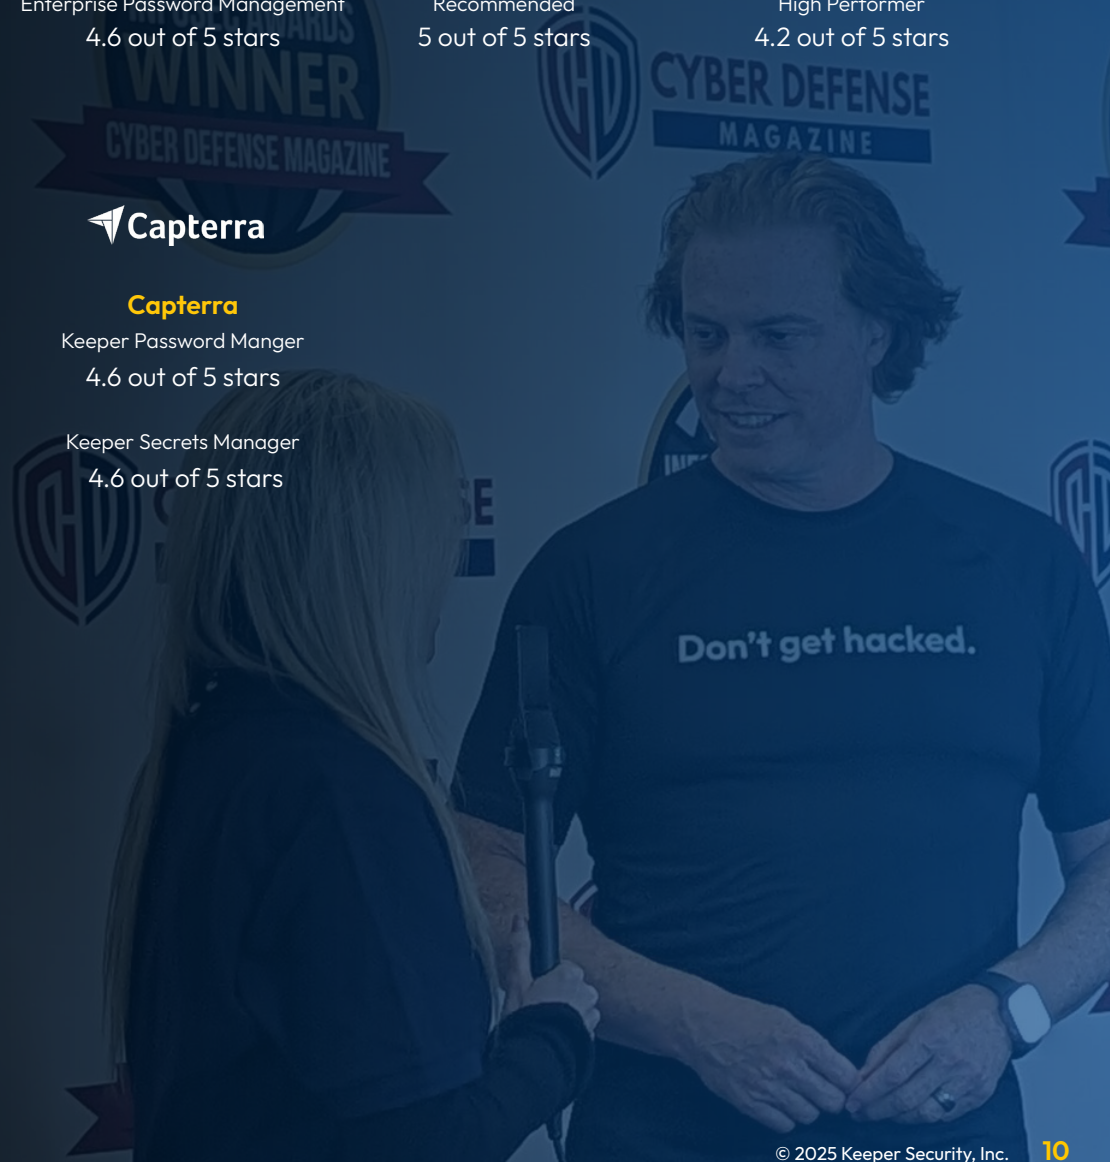 Enterprise Password Management
4.6 out of 5 stars
Recommended
5 out of 5 stars
High Performer
4.2 out of 5 stars
AWARDS
WINNER
CYBER DEFENSE MAGAZINE
CYBER DEFENSE
MAGAZINE
Capterra
Capterra
Keeper Password Manger
4.6 out of 5 stars
Keeper Secrets Manager
4.6 out of 5 stars
Don't get hacked.
© 2025 Keeper Security, Inc.
10